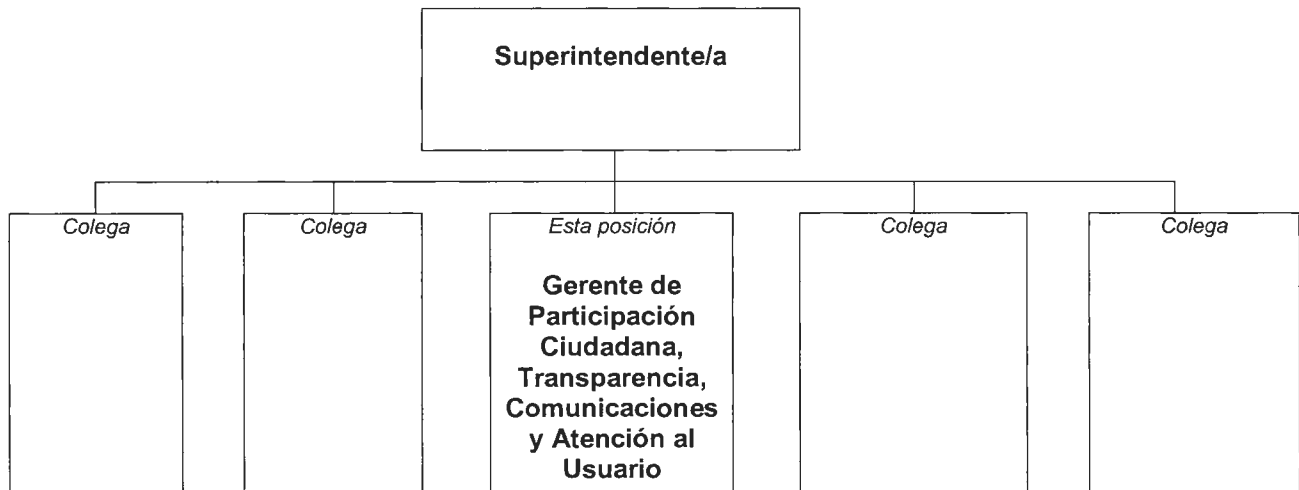 Superintendente/a
Colega
Colega
Esta posición
Colega
Colega
Gerente de
Participación
Ciudadana,
Transparencia,
Comunicaciones
y Atención al
Usuario